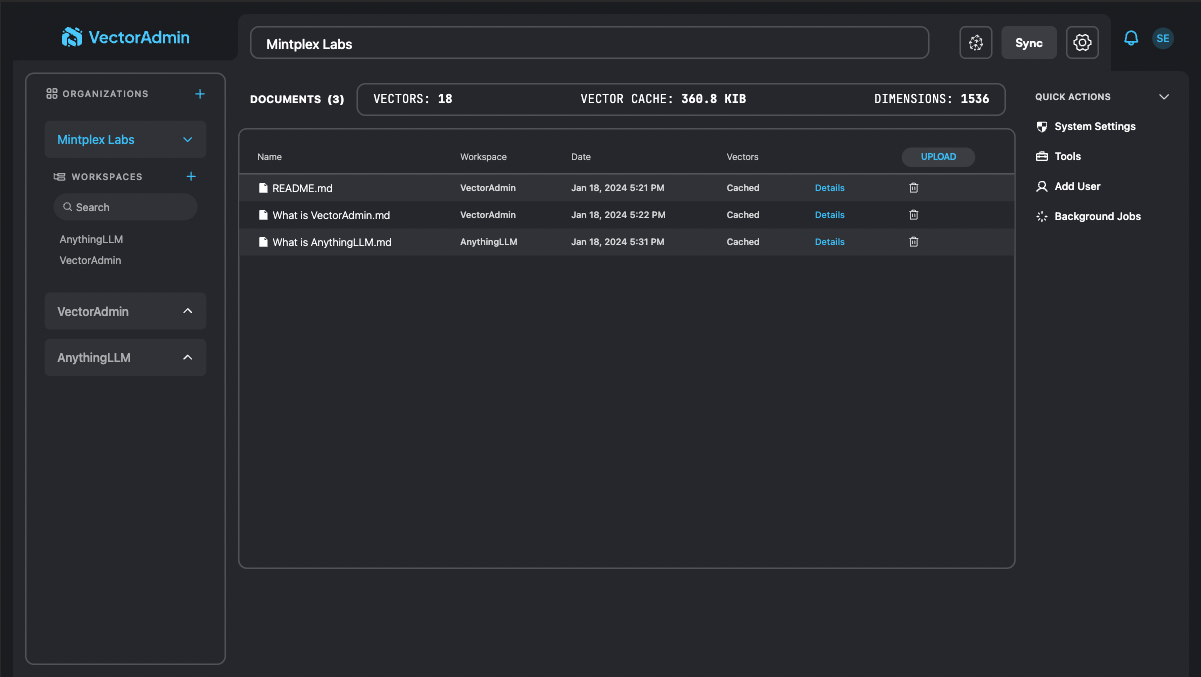 VectorAdmin
Mintplex Labs
Sync
SE
ORGANIZATIONS
Mintplex Labs
WORKSPACES
Search
AnythingLLM
VectorAdmin
VectorAdmin
AnythingLLM
DOCUMENTS (3)
VECTORS: 18 VECTOR CACHE: 360.8 KIB DIMENSIONS: 1536
Name Workspace Date Vectors UPLOAD
README.md VectorAdmin Jan 18, 2024 5:21 PM Cached Details
What is VectorAdmin.md VectorAdmin Jan 18, 2024 5:22 PM Cached Details
What is AnythingLLM.md AnythingLLM Jan 18, 2024 5:31 PM Cached Details
QUICK ACTIONS
System Settings
Tools
Add User
Background Jobs